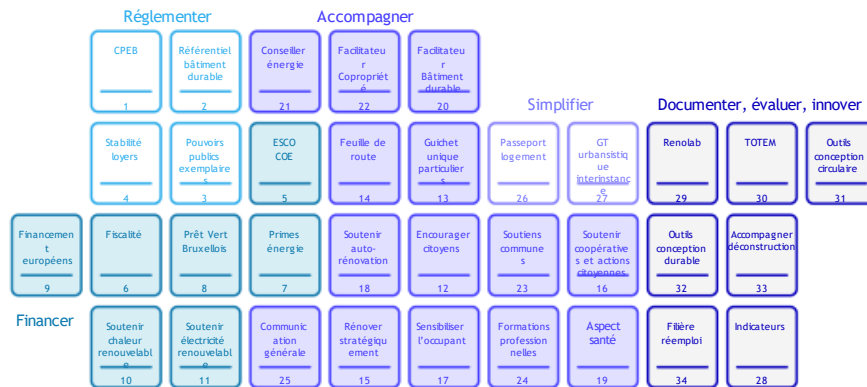 Réglementer
Accompagner
CPEB
1
Référentiel
bâtiment
durable
2
Conseiller
énergie
21
Facilitateu
r
Copropriét
é
22
Facilitateu
r
Bâtiment
durable
20
Simplifier
Documenter, évaluer, innover
Stabilité
loyers
4
Pouvoirs
publics
exemplaire
s
3
ESCO
COE
5
Feuille de
route
14
Guichet
unique
particulier
s
13
Passeport
logement
26
GT
urbansistiq
ue
interinstanc
e
27
Renolab
29
TOTEM
30
Outils
conception
circulaire
31
Financemen
t
européens
9
Fiscalité
6
Prêt Vert
Bruxellois
8
Primes
énergie
7
Soutenir
auto-
rénovation
18
Encourager
citoyens
12
Soutiens
commune
s
23
Soutenir
coopérative
s et actions
citoyennes
16
Outils
conception
durable
32
Accompagner
déconstruction
33
Financer
Soutenir
chaleur
renouvelabl
e
10
Soutenir
électricité
renouvelabl
e
11
Communic
ation
générale
25
Rénover
stratégiqu
ement
15
Sensibiliser
l'occupant
17
Formations
profession
nelles
24
Aspect
santé
19
Filière
réemploi
34
Indicateurs
28